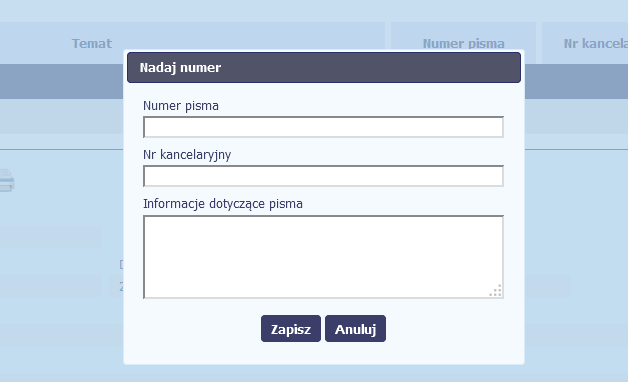 Temat Numer pisma Nr kancela
Nadaj numer
Numer pisma
Nr kancelaryjny
Informacje dotyczące pisma
Zapisz Anuluj